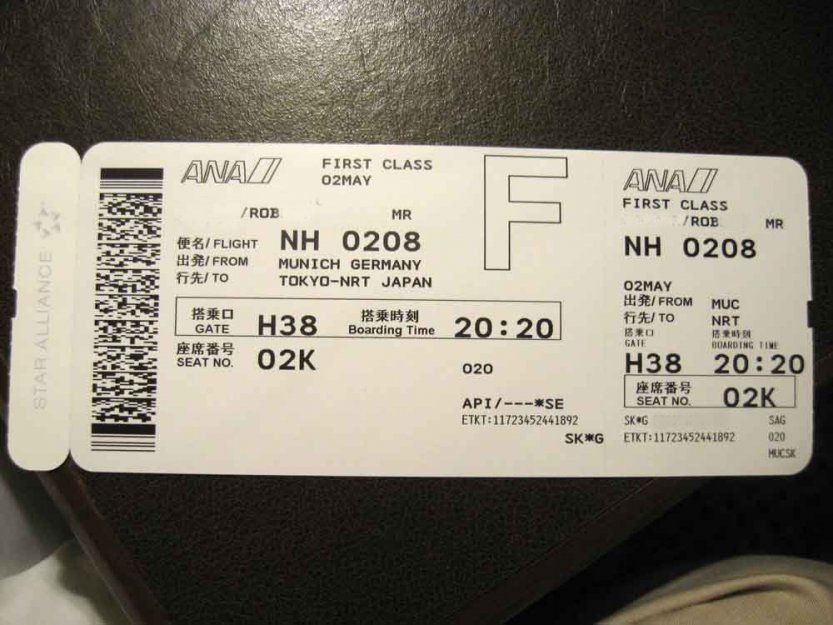 STAR ALLIANCE
ANA
FIRST CLASS
02MAY
F
/ROB MR
便名/FLIGHT NH 0208
出発/FROM MUNICH GERMANY
行先/TO TOKYO-NRT JAPAN
搭乗口 搭乗時刻
GATE H38 Boarding Time 20:20
座席番号
SEAT NO. 02K
020
API/---*SE
ETKT:11723452441892
SK*G
ANA
FIRST CLASS
/ROB MR
NH 0208
02MAY
出発/FROM MUC
行先/TO NRT
搭乗口 搭乗時刻
GATE BOARDING TIME
H38 20:20
座席番号
SEAT NO. 02K
SK*G SAG
ETKT:11723452441892 020
MUCSK